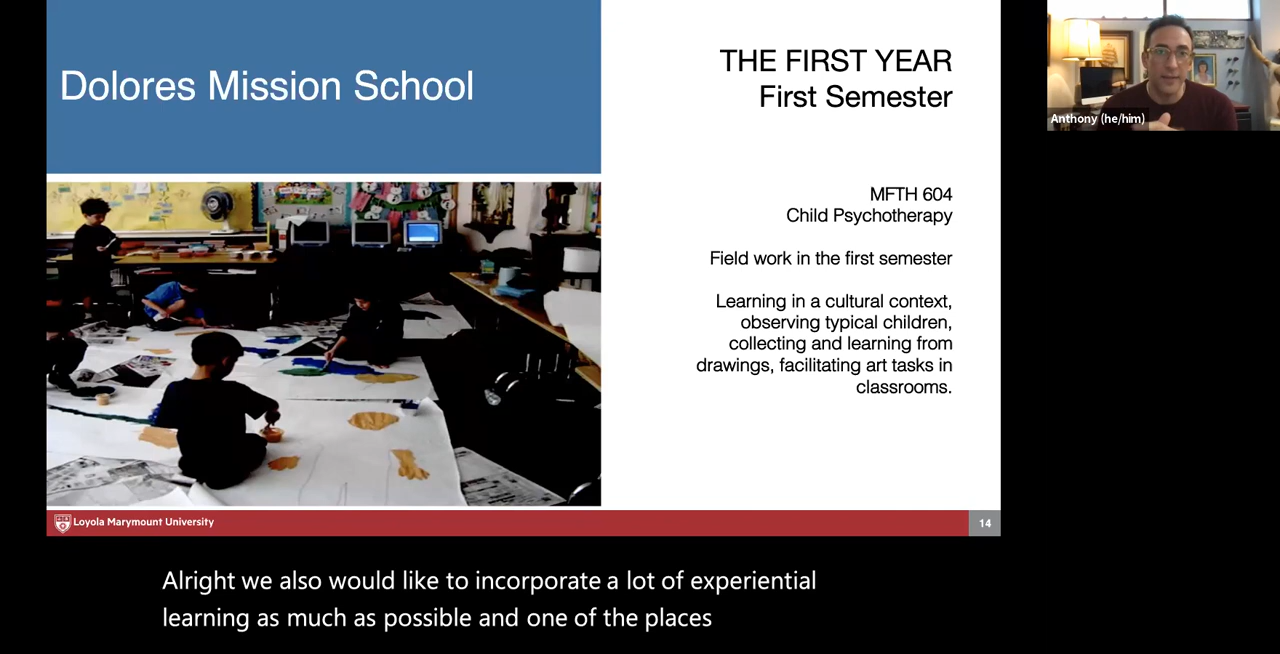 Dolores Mission School
THE FIRST YEAR
First Semester
MFTH 604
Child Psychotherapy
Field work in the first semester
Learning in a cultural context,
observing typical children,
collecting and learning from
drawings, facilitating art tasks in
classrooms.
Anthony (he/him)
Loyola Marymount University
14
Alright we also would like to incorporate a lot of experiential
learning as much as possible and one of the places